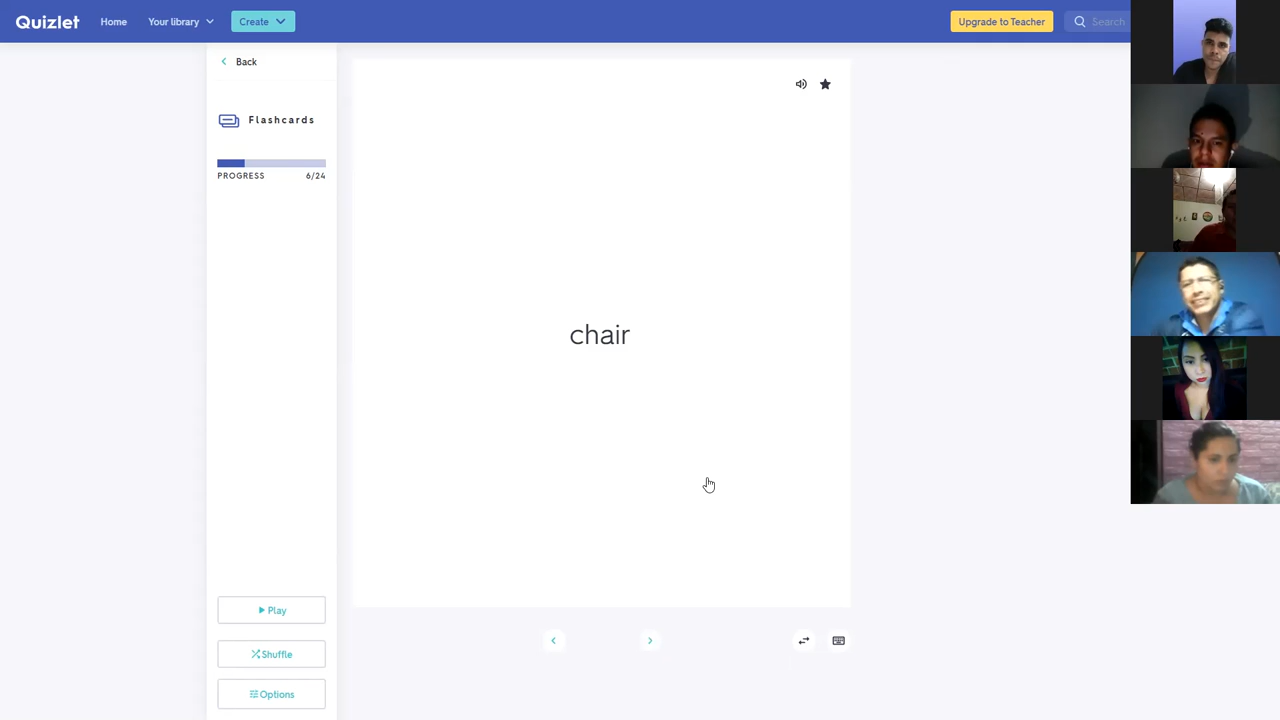 Quizlet Home Your library Create Upgrade to Teacher Search
Back
Flashcards
PROGRESS 6/24
chair
Play
Shuffle
Options